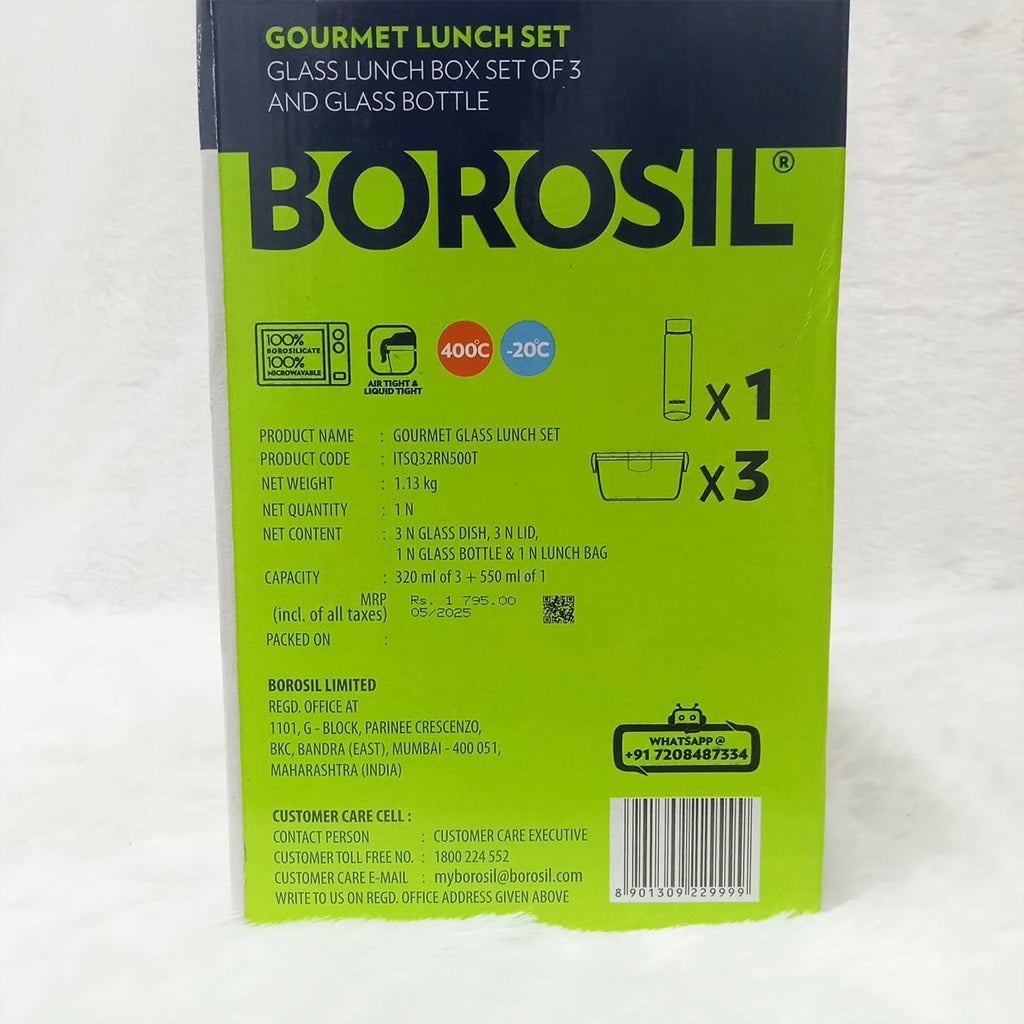 GOURMET LUNCH SET
GLASS LUNCH BOX SET OF 3
AND GLASS BOTTLE
BOROSIL®
100%
BOROSILICATE
100%
MICROWAVABLE
AIR TIGHT &
LIQUID TIGHT
400°C
-20°C
BOROSIL
X 1
X 3
PRODUCT NAME : GOURMET GLASS LUNCH SET
PRODUCT CODE : ITSQ32RN500T
NET WEIGHT : 1.13 kg
NET QUANTITY : 1 N
NET CONTENT : 3 N GLASS DISH, 3 N LID,
1 N GLASS BOTTLE & 1 N LUNCH BAG
CAPACITY : 320 ml of 3 + 550 ml of 1
MRP Rs. 1 795.00
(incl. of all taxes) 05/2025
PACKED ON :
BOROSIL LIMITED
REGD. OFFICE AT
1101, G - BLOCK, PARINEE CRESCENZO,
BKC, BANDRA (EAST), MUMBAI - 400 051,
MAHARASHTRA (INDIA)
WHATSAPP @
+91 7208487334
CUSTOMER CARE CELL :
CONTACT PERSON : CUSTOMER CARE EXECUTIVE
CUSTOMER TOLL FREE NO. : 1800 224 552
CUSTOMER CARE E-MAIL : myborosil@borosil.com
WRITE TO US ON REGD. OFFICE ADDRESS GIVEN ABOVE
8 901309 229999